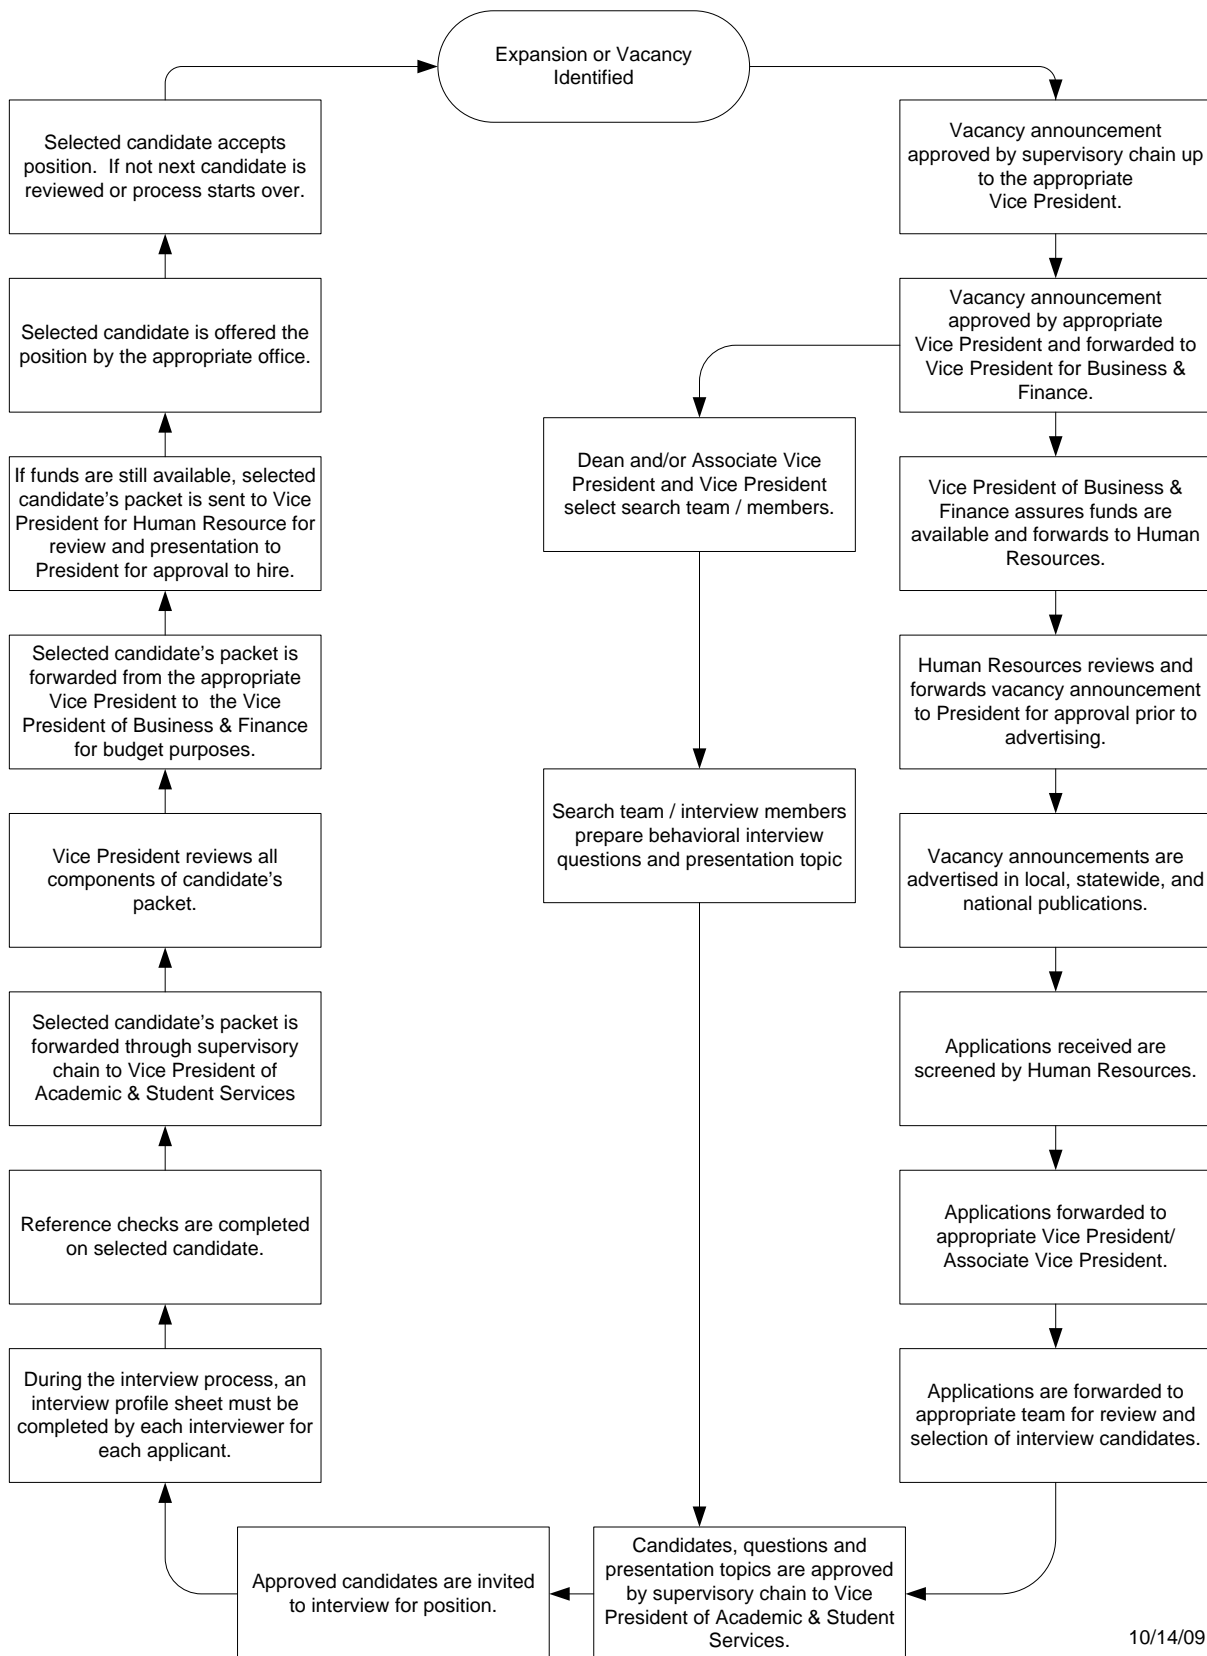 Expansion or Vacancy
Identified
Vacancy announcement
approved by supervisory chain up
to the appropriate
Vice President.
Vacancy announcement
approved by appropriate
Vice President and forwarded to
Vice President for Business &
Finance.
Vice President of Business &
Finance assures funds are
available and forwards to Human
Resources.
Human Resources reviews and
forwards vacancy announcement
to President for approval prior to
advertising.
Vacancy announcements are
advertised in local, statewide, and
national publications.
Applications received are
screened by Human Resources.
Applications forwarded to
appropriate Vice President/
Associate Vice President.
Applications are forwarded to
appropriate team for review and
selection of interview candidates.
Dean and/or Associate Vice
President and Vice President
select search team / members.
Search team / interview members
prepare behavioral interview
questions and presentation topic
Candidates, questions and
presentation topics are approved
by supervisory chain to Vice
President of Academic & Student
Services.
Approved candidates are invited
to interview for position.
During the interview process, an
interview profile sheet must be
completed by each interviewer for
each applicant.
Reference checks are completed
on selected candidate.
Selected candidate's packet is
forwarded through supervisory
chain to Vice President of
Academic & Student Services
Vice President reviews all
components of candidate's
packet.
Selected candidate's packet is
forwarded from the appropriate
Vice President to the Vice
President of Business & Finance
for budget purposes.
If funds are still available, selected
candidate's packet is sent to Vice
President for Human Resource for
review and presentation to
President for approval to hire.
Selected candidate is offered the
position by the appropriate office.
Selected candidate accepts
position. If not next candidate is
reviewed or process starts over.
10/14/09